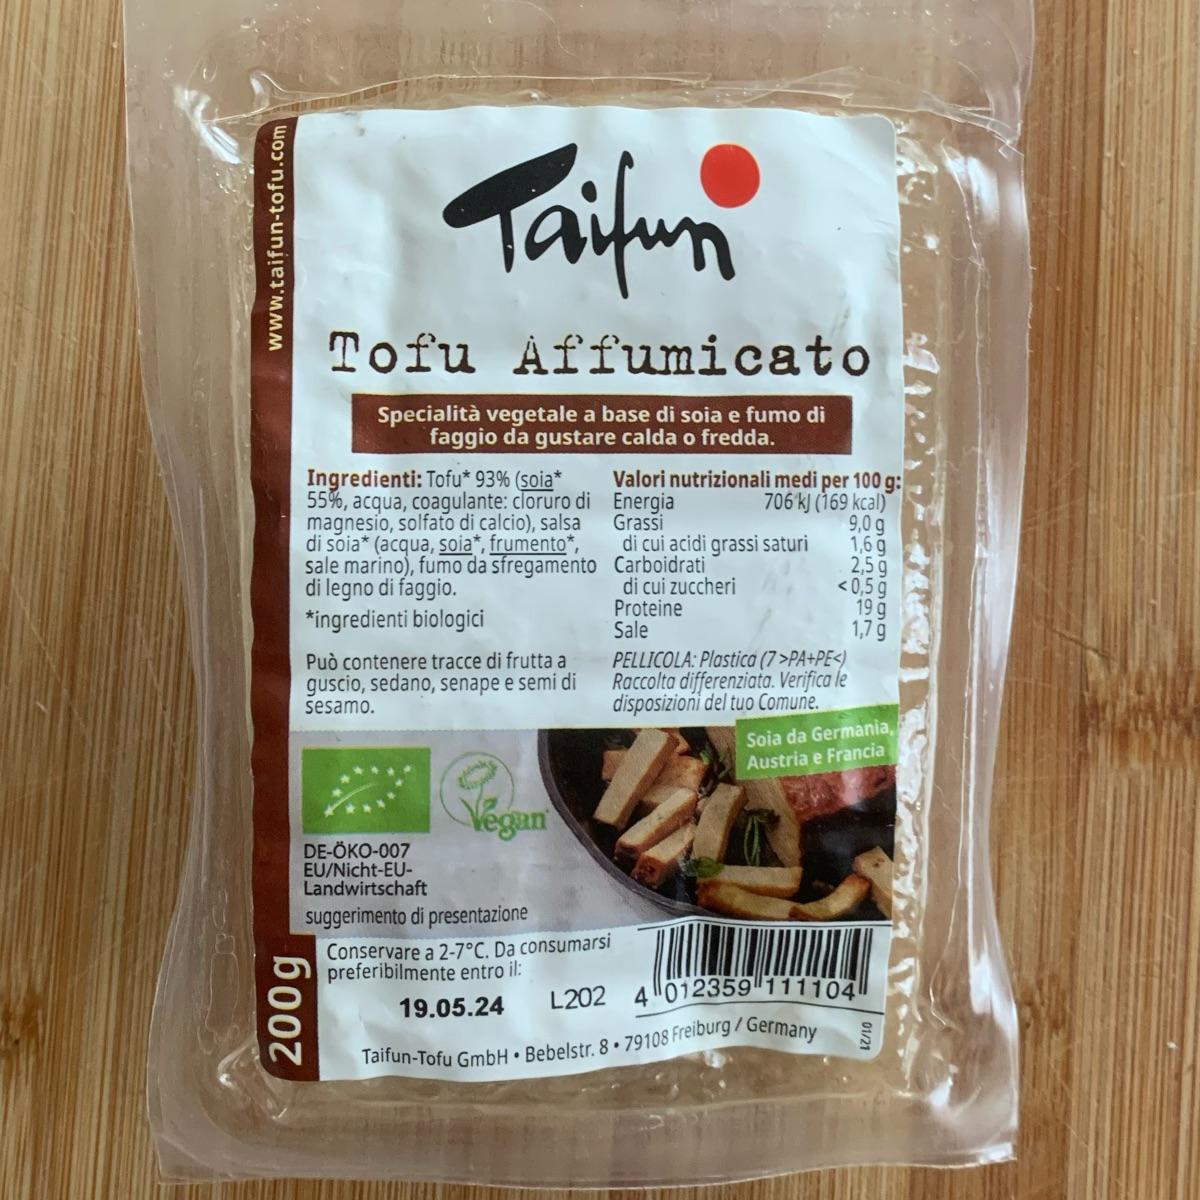 www.taifun-tofu.com
Taifun
Tofu Affumicato
Specialità vegetale a base di soia e fumo di
faggio da gustare calda o fredda.
Ingredienti: Tofu* 93% (soia*
55%, acqua, coagulante: cloruro di
magnesio, solfato di calcio), salsa
di soia* (acqua, soia*, frumento*,
sale marino), fumo da sfregamento
di legno di faggio.
*ingredienti biologici
Può contenere tracce di frutta a
guscio, sedano, senape e semi di
sesamo.
Valori nutrizionali medi per 100 g:
Energia 706 kJ (169 kcal)
Grassi 9,0 g
di cui acidi grassi saturi 1,6 g
Carboidrati 2,5 g
di cui zuccheri < 0,5 g
Proteine 19 g
Sale 1,7 g
PELLICOLA: Plastica (7 >PA+PE<)
Raccolta differenziata. Verifica le
disposizioni del tuo Comune.
Soia da Germania,
Austria e Francia
Vegan
DE-ÖKO-007
EU/Nicht-EU-
Landwirtschaft
suggerimento di presentazione
200g
Conservare a 2-7°C. Da consumarsi
preferibilmente entro il:
19.05.24 L202
4 012359 111104
Taifun-Tofu GmbH • Bebelstr. 8 • 79108 Freiburg / Germany
01/21